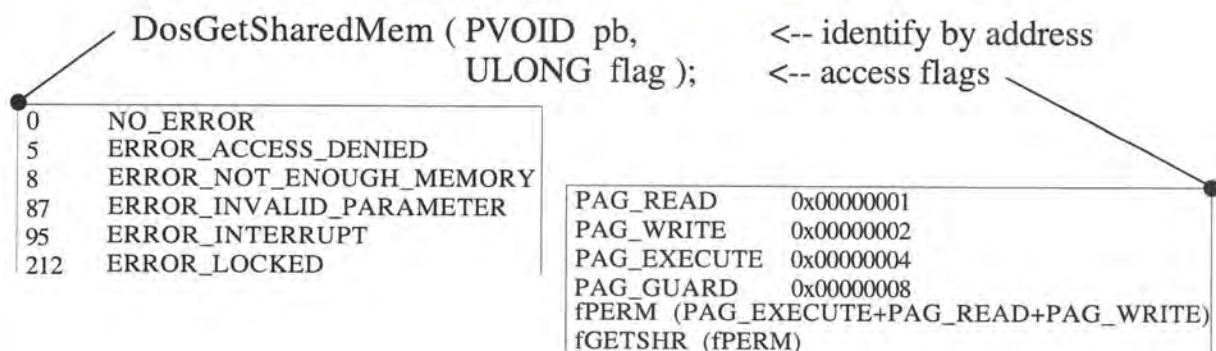 DosGetSharedMem ( PVOID pb, <-- identify by address
ULONG flag ); <-- access flags
0 NO_ERROR
5 ERROR_ACCESS_DENIED
8 ERROR_NOT_ENOUGH_MEMORY
87 ERROR_INVALID_PARAMETER
95 ERROR_INTERRUPT
212 ERROR_LOCKED
PAG_READ 0x00000001
PAG_WRITE 0x00000002
PAG_EXECUTE 0x00000004
PAG_GUARD 0x00000008
fPERM (PAG_EXECUTE+PAG_READ+PAG_WRITE)
fGETSHR (fPERM)